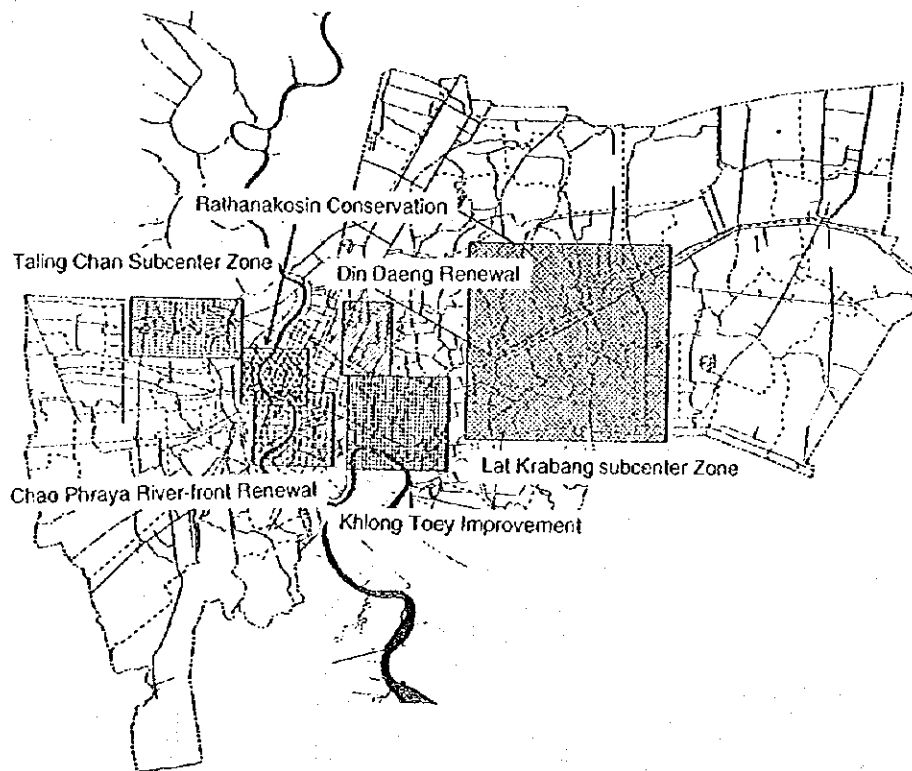 Rathanakosin Conservation
Taling Chan Subcenter Zone
Din Daeng Renewal
Lat Krabang subcenter Zone
Chao Phraya River-front Renewal
Khlong Toey Improvement